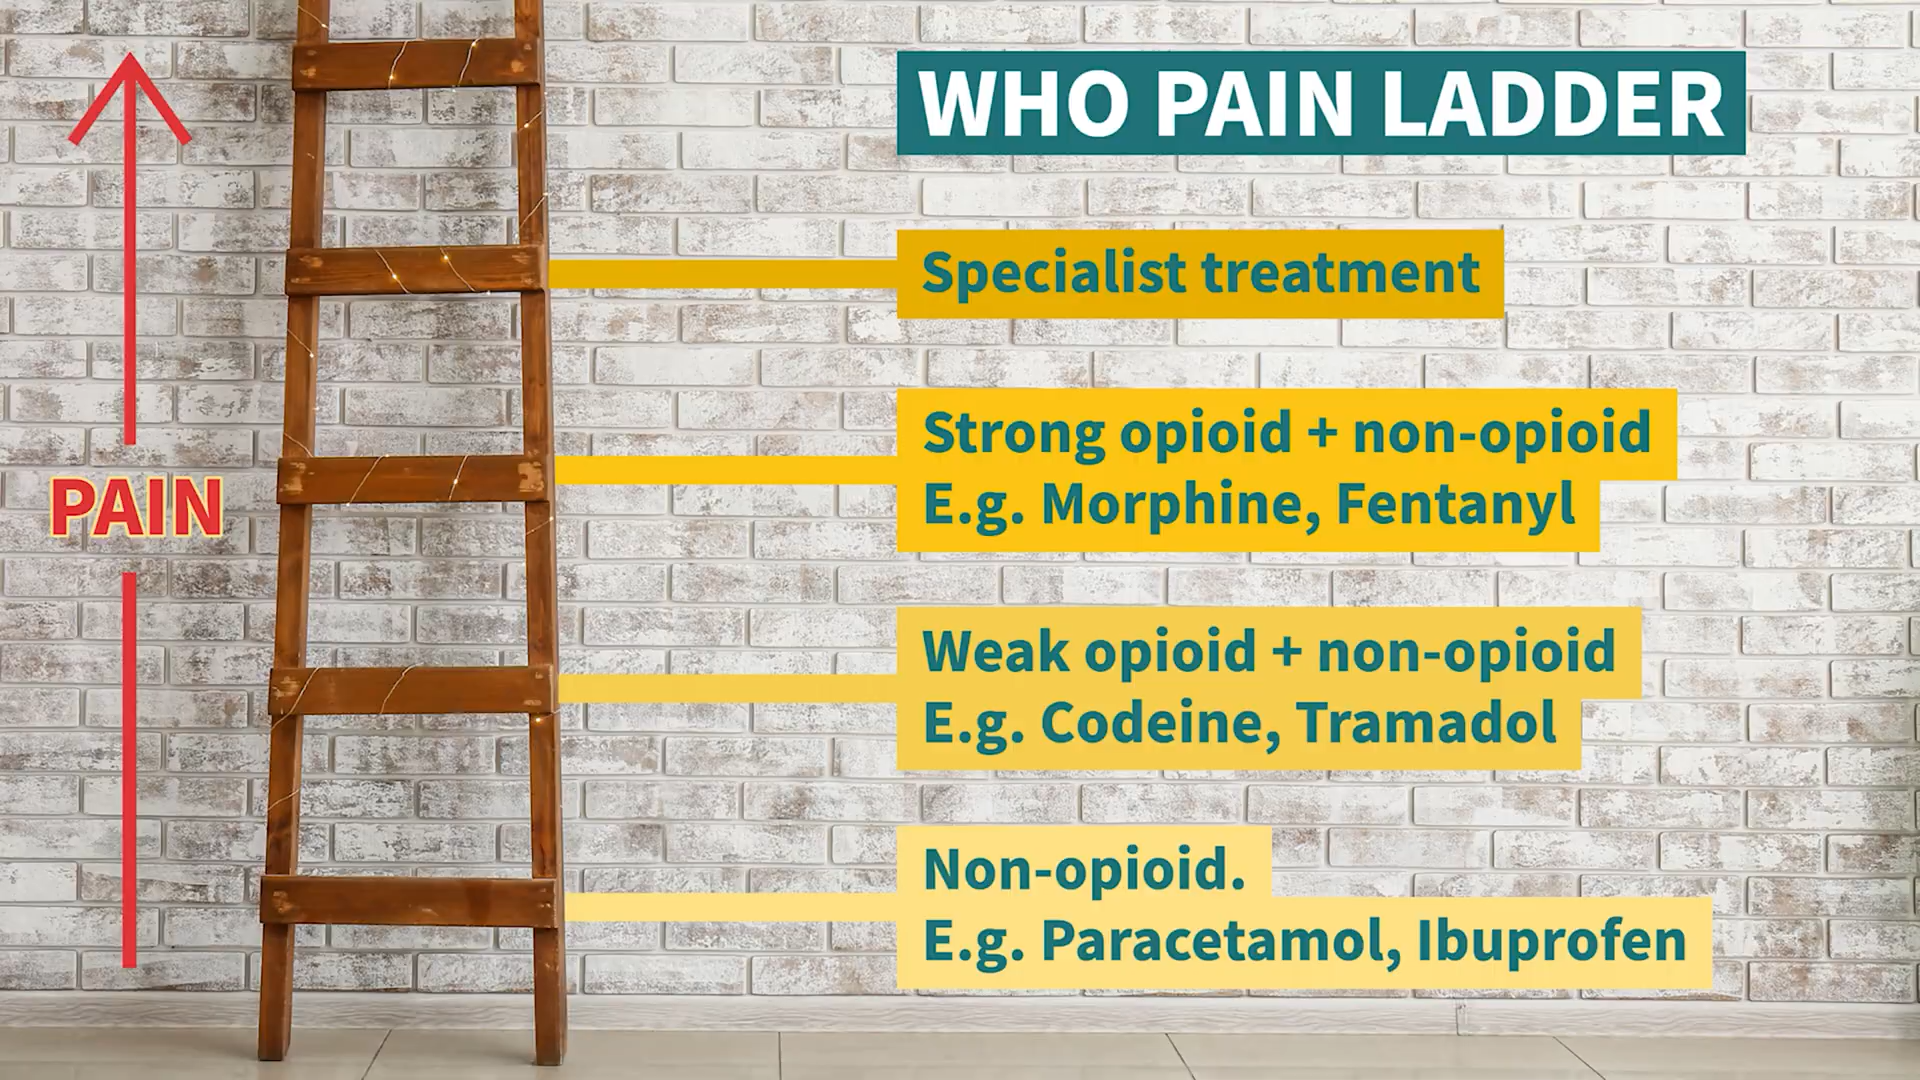 WHO PAIN LADDER
Specialist treatment
Strong opioid + non-opioid
E.g. Morphine, Fentanyl
PAIN
Weak opioid + non-opioid
E.g. Codeine, Tramadol
Non-opioid.
E.g. Paracetamol, Ibuprofen